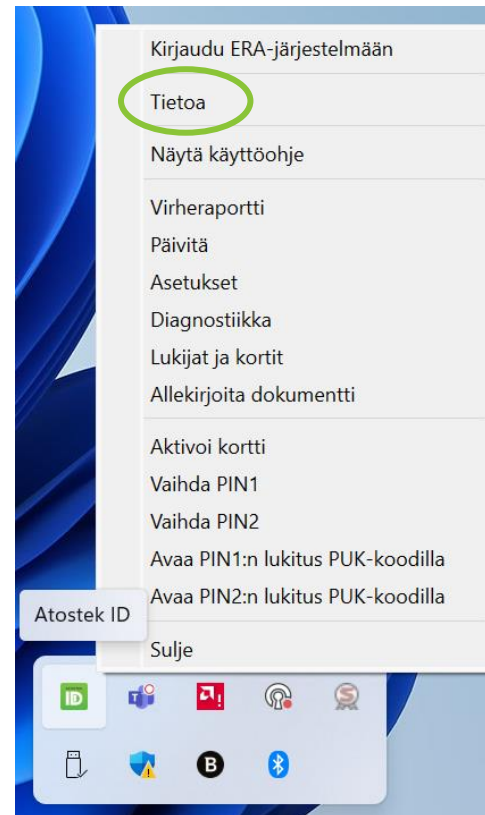 Kirjaudu ERA-järjestelmään
Tietoa
Näytä käyttöohje
Virheraportti
Päivitä
Asetukset
Diagnostiikka
Lukijat ja kortit
Allekirjoita dokumentti
Aktivoi kortti
Vaihda PIN1
Vaihda PIN2
Avaa PIN1:n lukitus PUK-koodilla
Avaa PIN2:n lukitus PUK-koodilla
Atostek ID
Sulje
ID
B